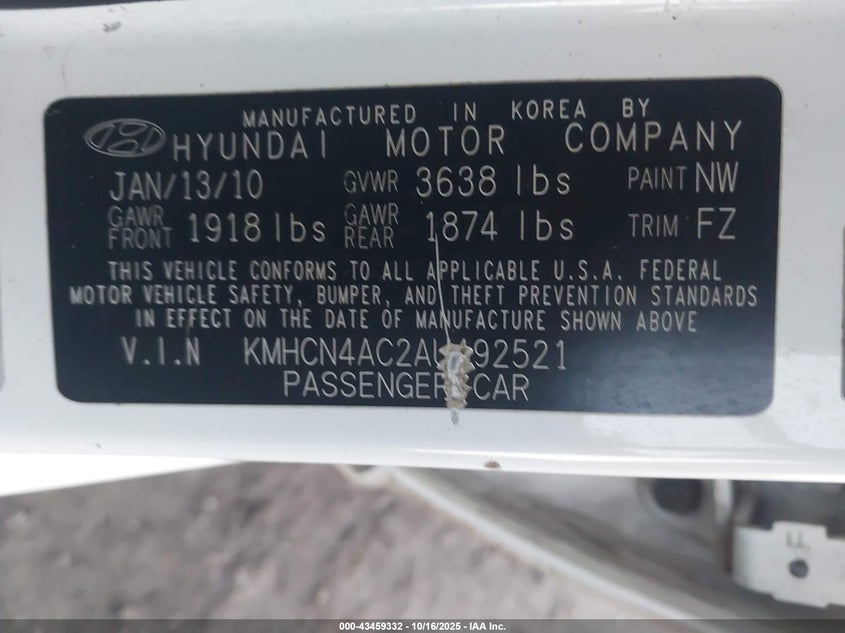 MANUFACTURED IN KOREA BY
HYUNDAI MOTOR COMPANY
JAN/13/10 GVWR 3638 lbs PAINT NW
GAWR FRONT 1918 lbs GAWR REAR 1874 lbs TRIM FZ
THIS VEHICLE CONFORMS TO ALL APPLICABLE U.S.A. FEDERAL
MOTOR VEHICLE SAFETY, BUMPER, AND THEFT PREVENTION STANDARDS
IN EFFECT ON THE DATE OF MANUFACTURE SHOWN ABOVE
V.I.N
PASSENGER CAR
F
000-43459332 - 10/16/2025 - IAA Inc.